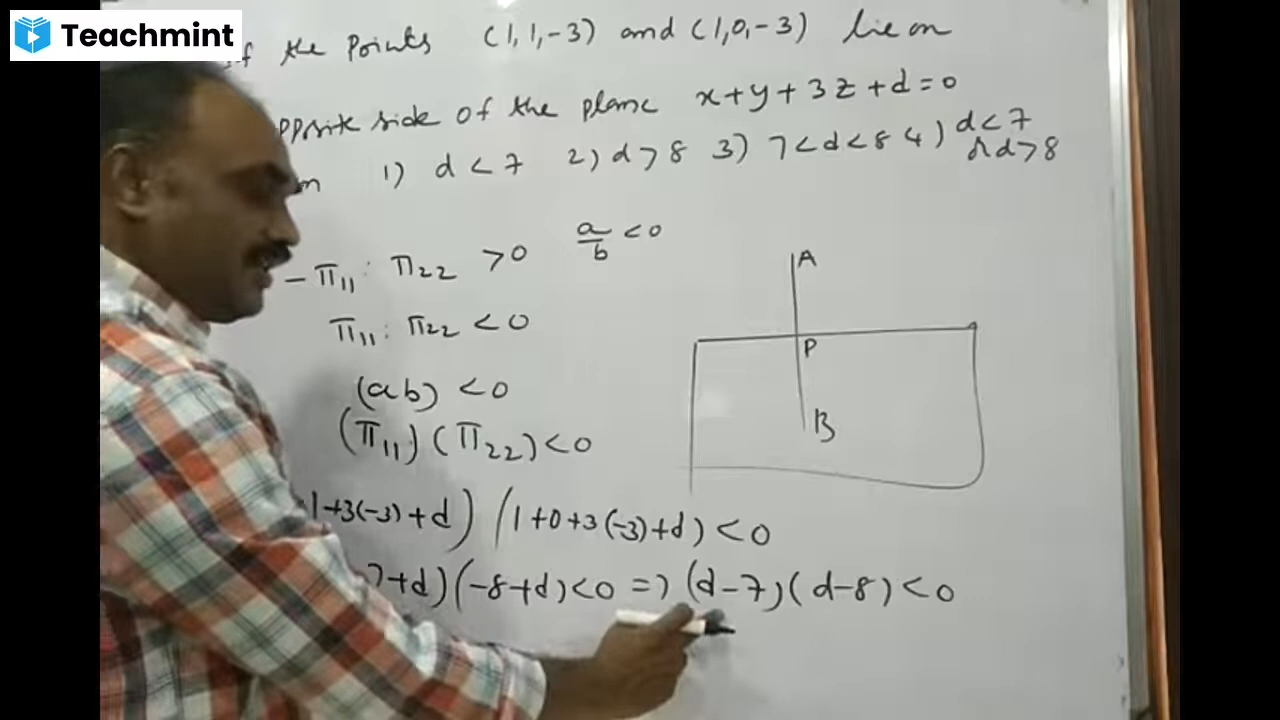 Teachmint
the points (1,1,-3) and (1,0,-3) lie on
pposite side of the plane x+y+3z+d=0
1) d<7 2) d>8 3) 7<d<8 4) d<7
d>8
a/b <0
-π₁₁ : π₂₂ >0
π₁₁ : π₂₂ <0
(ab) <0
(π₁₁)(π₂₂)<0
A
P
B
1+3(-3)+d) (1+0+3(-3)+d)<0
7+d)(-8+d)<0 => (d-7)(d-8)<0